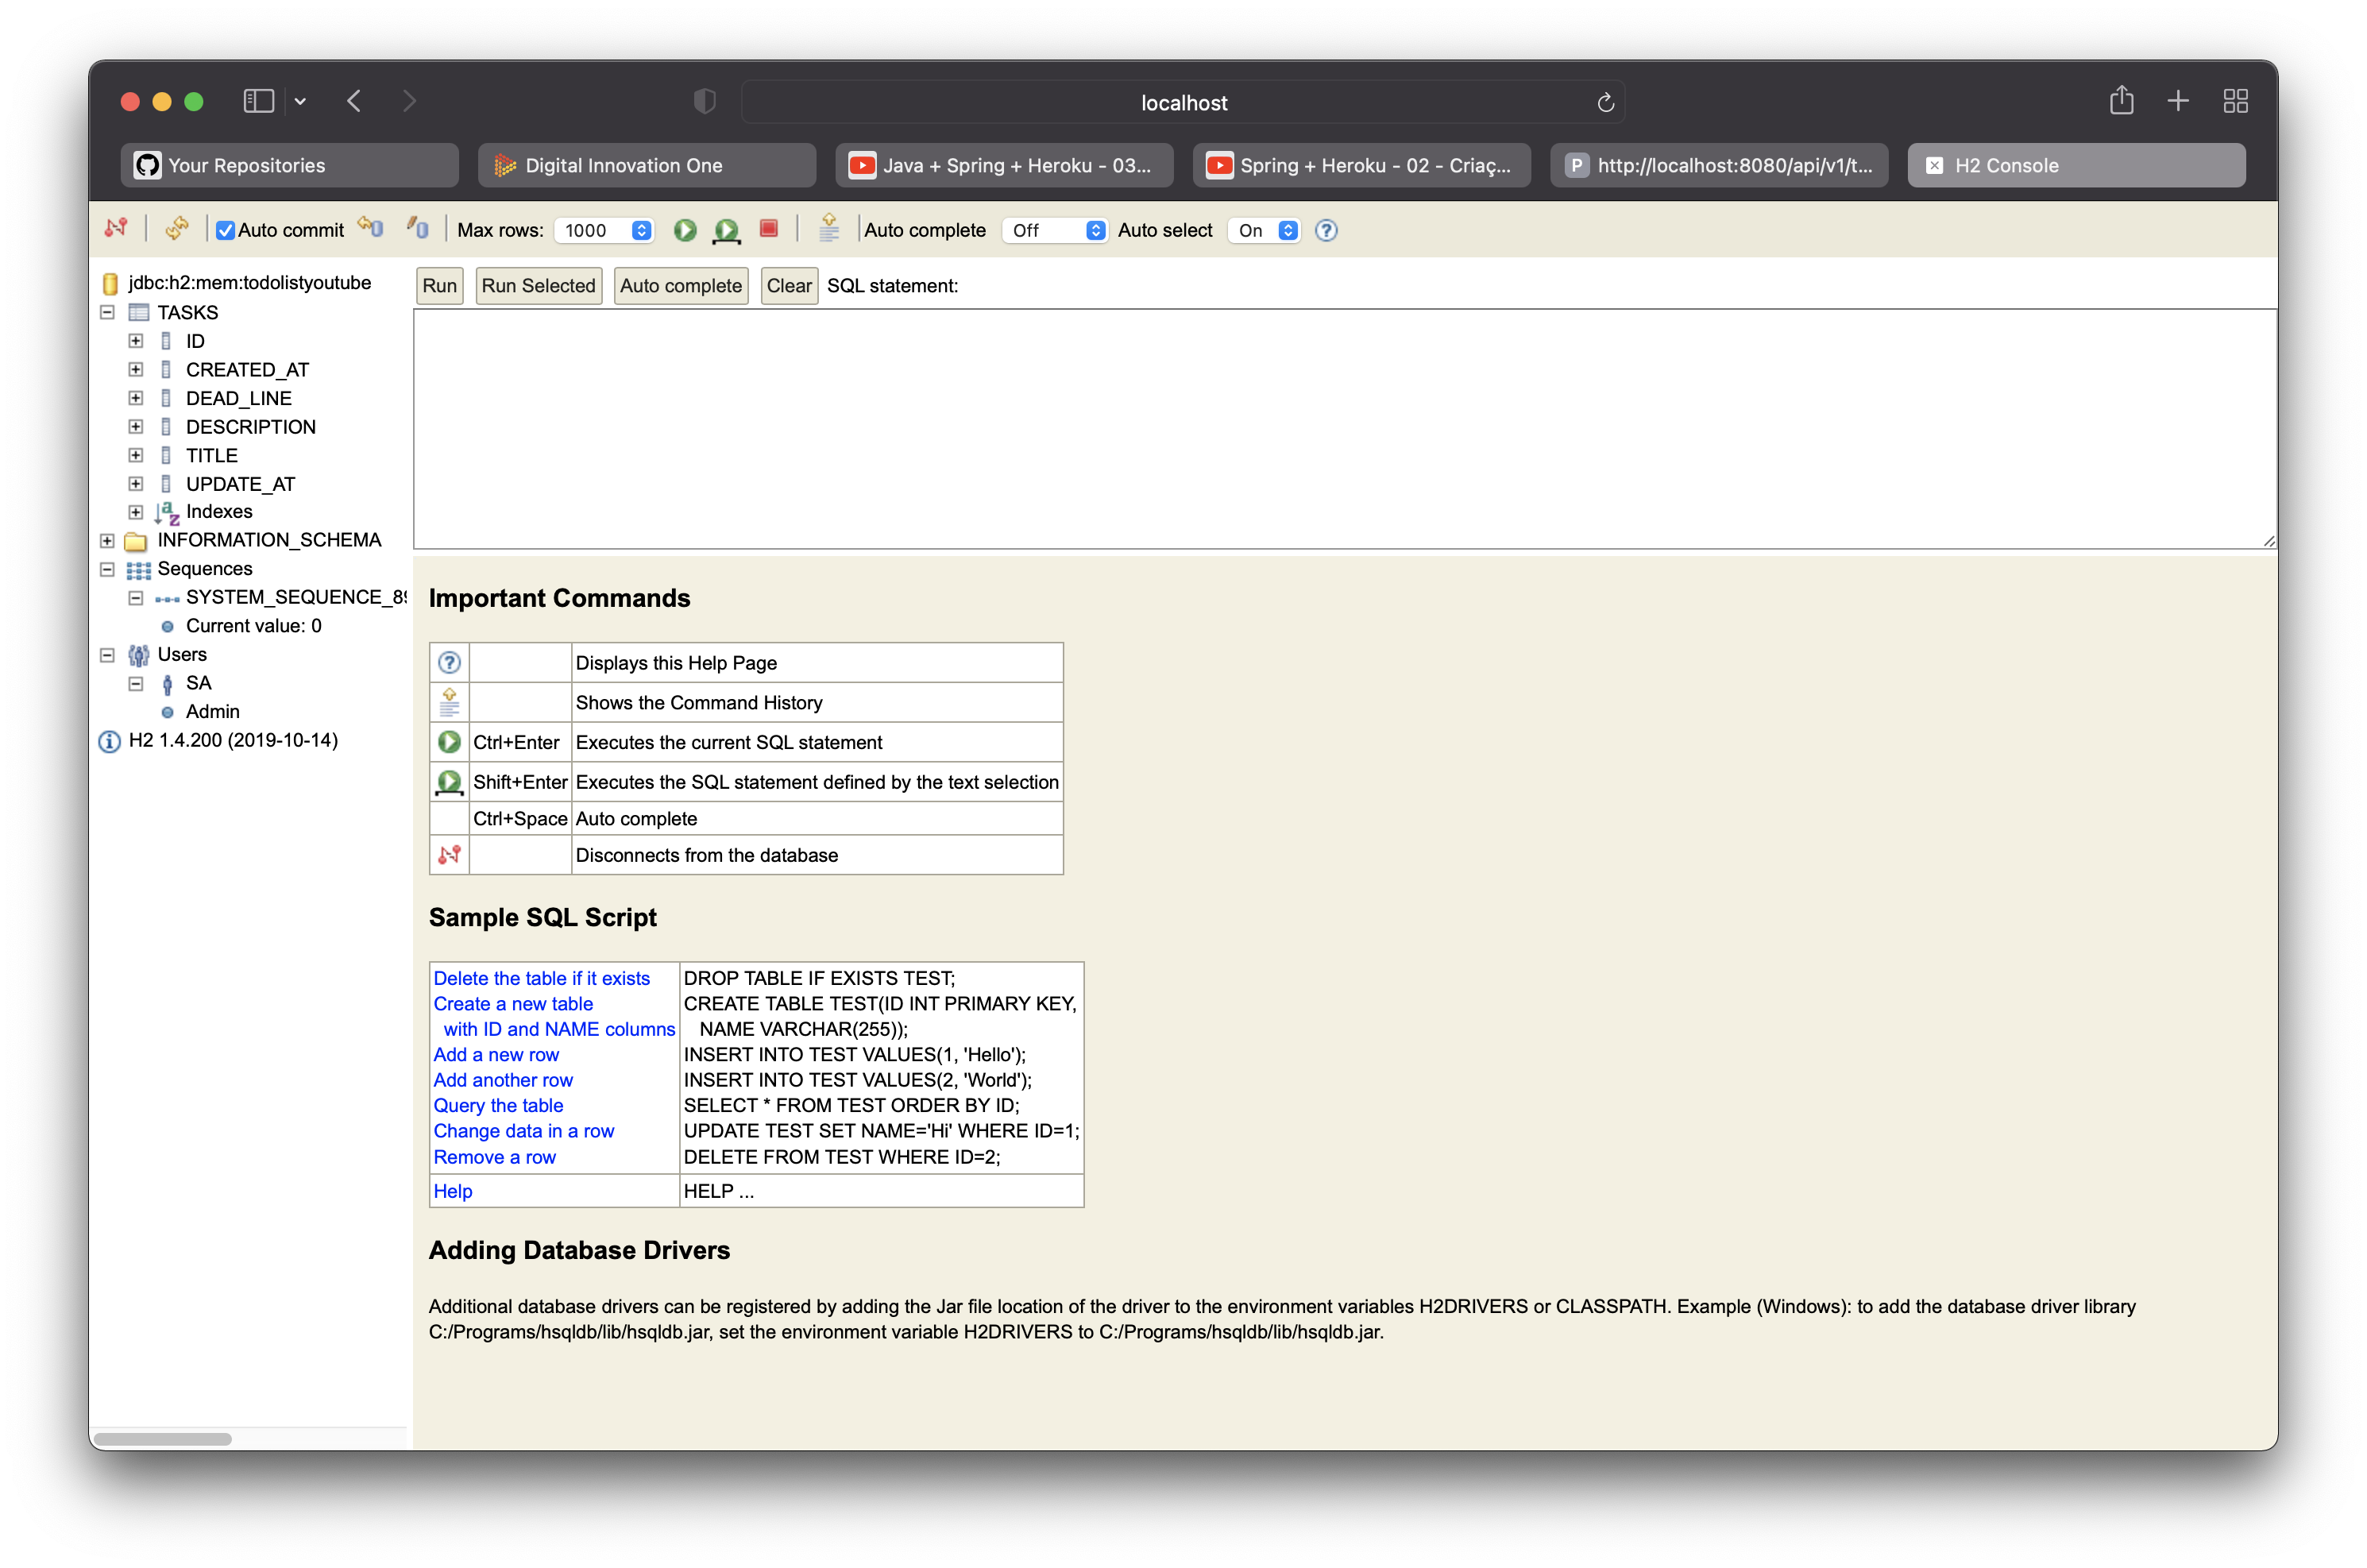 localhost
Your Repositories
Digital Innovation One
Java + Spring + Heroku - 03...
Spring + Heroku - 02 - Criaç...
P http://localhost:8080/api/v1/t...
H2 Console
Auto commit Max rows: 1000 Auto complete Off Auto select On
jdbc:h2:mem:todolistyoutube
TASKS
ID
CREATED_AT
DEAD_LINE
DESCRIPTION
TITLE
UPDATE_AT
Indexes
INFORMATION_SCHEMA
Sequences
SYSTEM_SEQUENCE_8
Current value: 0
Users
SA
Admin
H2 1.4.200 (2019-10-14)
Run Run Selected Auto complete Clear SQL statement:
Important Commands
Displays this Help Page
Shows the Command History
Ctrl+Enter Executes the current SQL statement
Shift+Enter Executes the SQL statement defined by the text selection
Ctrl+Space Auto complete
Disconnects from the database
Sample SQL Script
Delete the table if it exists DROP TABLE IF EXISTS TEST;
Create a new table CREATE TABLE TEST(ID INT PRIMARY KEY,
with ID and NAME columns NAME VARCHAR(255));
Add a new row INSERT INTO TEST VALUES(1, 'Hello');
Add another row INSERT INTO TEST VALUES(2, 'World');
Query the table SELECT * FROM TEST ORDER BY ID;
Change data in a row UPDATE TEST SET NAME='Hi' WHERE ID=1;
Remove a row DELETE FROM TEST WHERE ID=2;
Help HELP ...
Adding Database Drivers
Additional database drivers can be registered by adding the Jar file location of the driver to the environment variables H2DRIVERS or CLASSPATH. Example (Windows): to add the database driver library
C:/Programs/hsqldb/lib/hsqldb.jar, set the environment variable H2DRIVERS to C:/Programs/hsqldb/lib/hsqldb.jar.